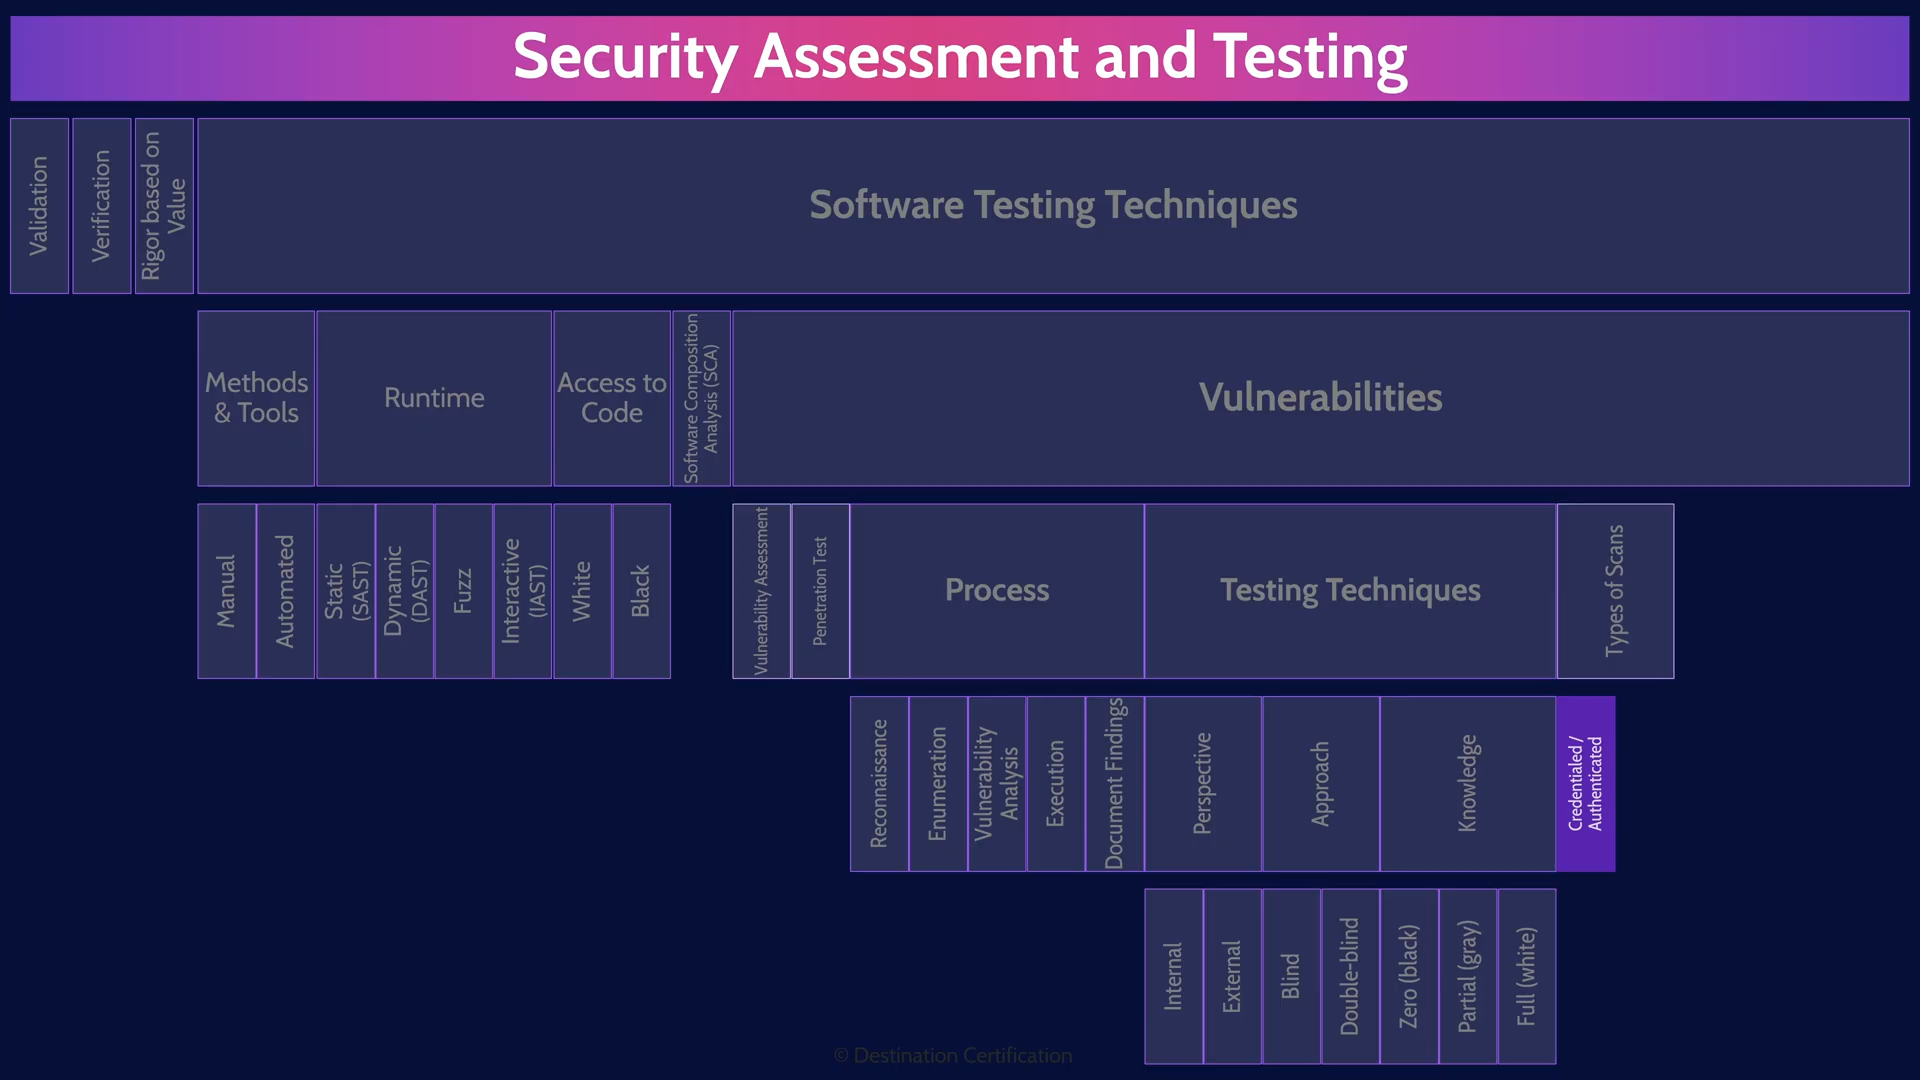 Security Assessment and Testing
Validation
Verification
Rigor based on
Value
Software Testing Techniques
Methods
& Tools
Runtime
Access to
Code
Software Composition
Analysis (SCA)
Vulnerabilities
Manual
Automated
Static
(SAST)
Dynamic
(DAST)
Fuzz
Interactive
(IAST)
White
Black
Vulnerability Assessment
Penetration Test
Process
Testing Techniques
Types of Scans
Reconnaissance
Enumeration
Vulnerability
Analysis
Execution
Document Findings
Perspective
Approach
Knowledge
Credentialed /
Authenticated
Internal
External
Blind
Double-blind
Zero (black)
Partial (gray)
Full (white)
© Destination Certification